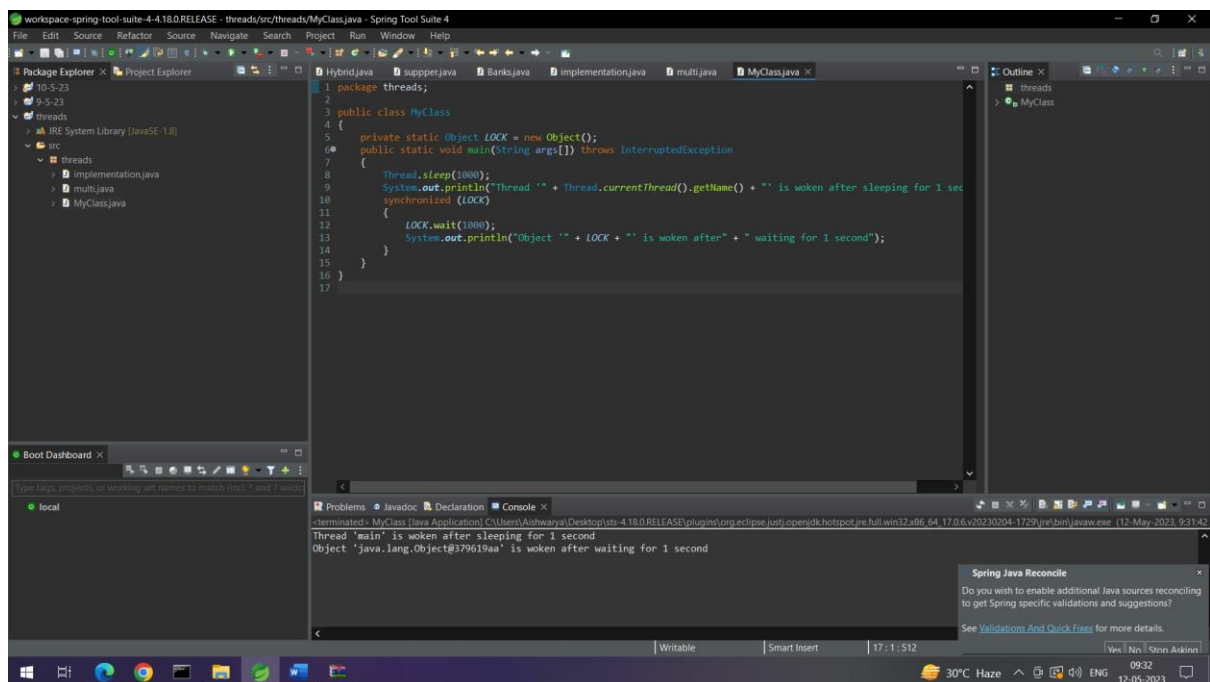 workspace-spring-tool-suite-4-4.18.0.RELEASE - threads/src/threads/MyClass.java - Spring Tool Suite 4
File Edit Source Refactor Source Navigate Search Project Run Window Help
Package Explorer Project Explorer
10-5-23
9-5-23
threads
JRE System Library [JavaSE-1.8]
src
threads
implementation.java
multi.java
MyClass.java
Hybrid.java suppper.java Banks.java implementation.java multi.java MyClass.java
1 package threads;
2
3 public class MyClass
4 {
5 private static Object LOCK = new Object();
6 public static void main(String args[]) throws InterruptedException
7 {
8 Thread.sleep(1000);
9 System.out.println("Thread '" + Thread.currentThread().getName() + "' is woken after sleeping for 1 sec
10 synchronized (LOCK)
11 {
12 LOCK.wait(1000);
13 System.out.println("Object '" + LOCK + "' is woken after" + " waiting for 1 second");
14 }
15 }
16 }
17
Outline
threads
MyClass
Boot Dashboard
Type tags, projects, or working set names to match (incl. * and ? wildc
local
Problems Javadoc Declaration Console
<terminated> MyClass [Java Application] C:\Users\Aishwarya\Desktop\sts-4.18.0.RELEASE\plugins\org.eclipse.justj.openjdk.hotspot.jre.full.win32.x86_64_17.0.6.v20230204-1729\jre\bin\javaw.exe (12-May-2023, 9:31:42
Thread 'main' is woken after sleeping for 1 second
Object 'java.lang.Object@379619aa' is woken after waiting for 1 second
Spring Java Reconcile
Do you wish to enable additional Java sources reconciling
to get Spring specific validations and suggestions?
See Validations And Quick Fixes for more details.
Yes No Stop Asking
Writable Smart Insert 17 : 1 : 512
30°C Haze ENG 09:32
12-05-2023